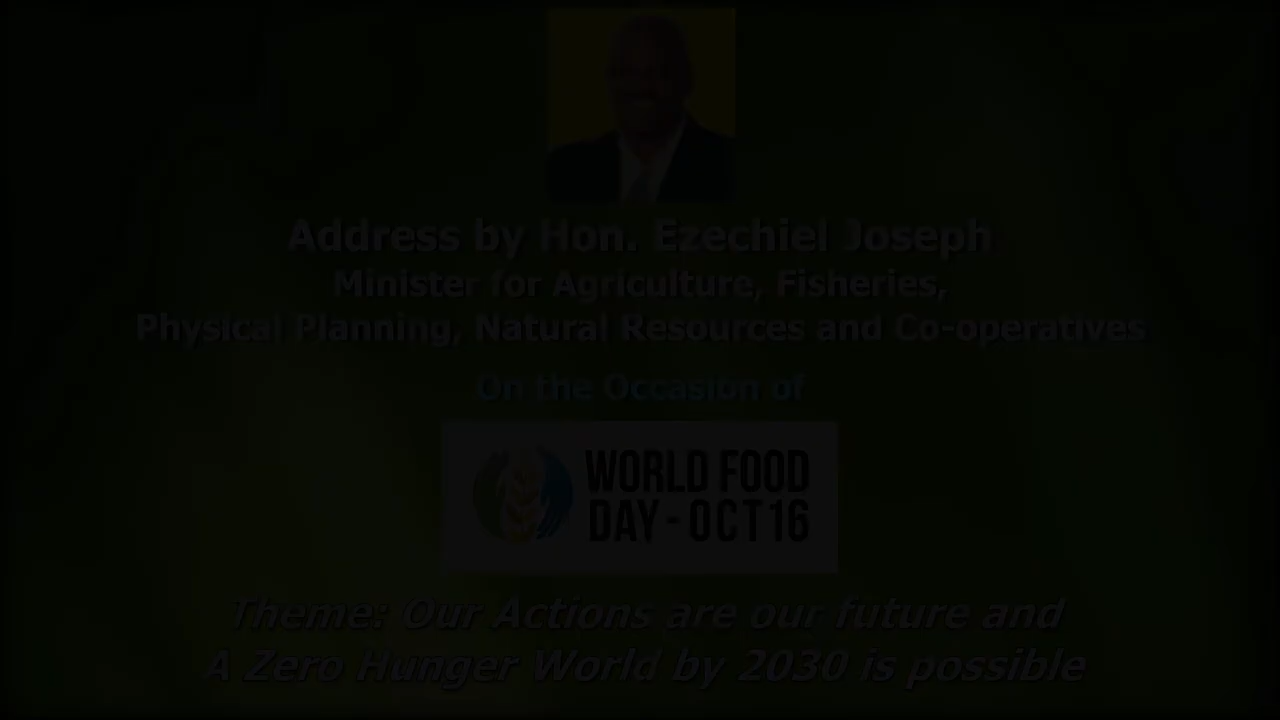 Address by Hon. Ezechiel Joseph
Minister for Agriculture, Fisheries,
Physical Planning, Natural Resources and Co-operatives
On the Occasion of
WORLD FOOD
DAY - OCT 16
Theme: Our Actions are our future and
A Zero Hunger World by 2030 is possible